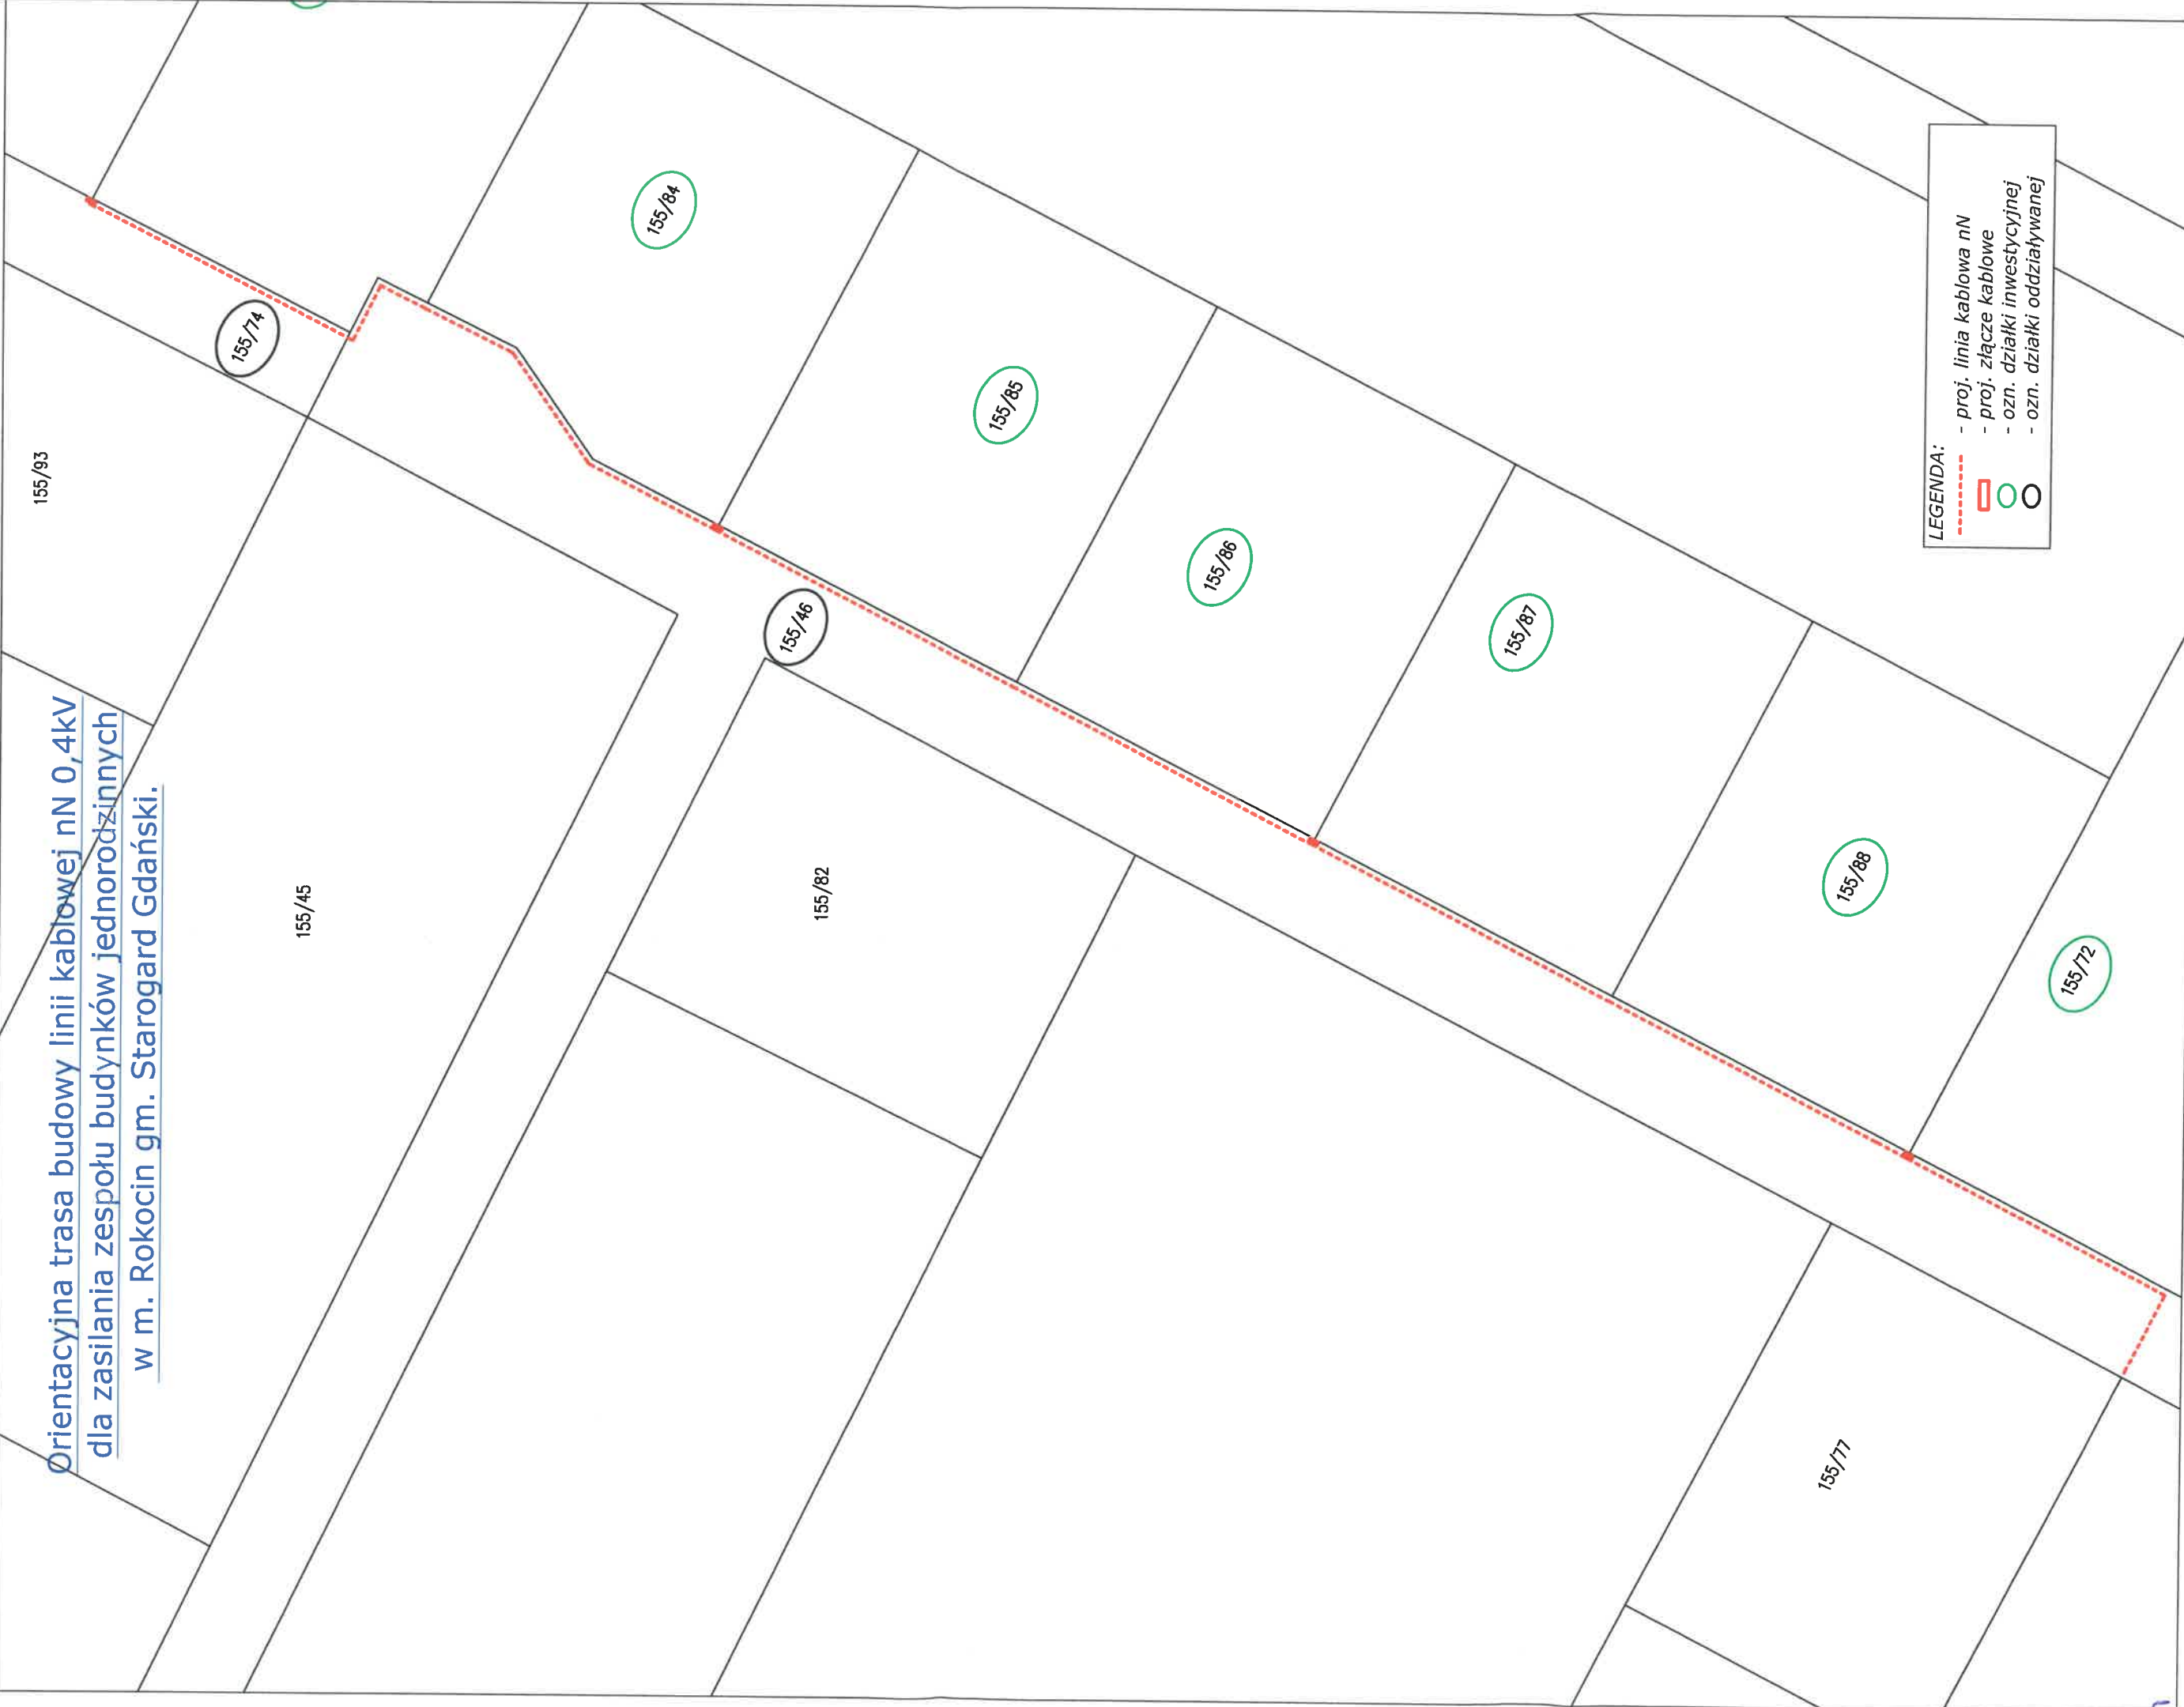 Orientacyjna trasa budowy linii kablowej nN 0,4kV
dla zasilania zespołu budynków jednorodzinnych
w m. Rokocin gm. Starogard Gdański.
155/93
155/74
155/84
155/85
155/46
155/86
155/87
155/45
155/82
155/88
155/72
155/77
LEGENDA:
- proj. linia kablowa nN
- proj. złącze kablowe
- ozn. działki inwestycyjnej
- ozn. działki oddziaływanej